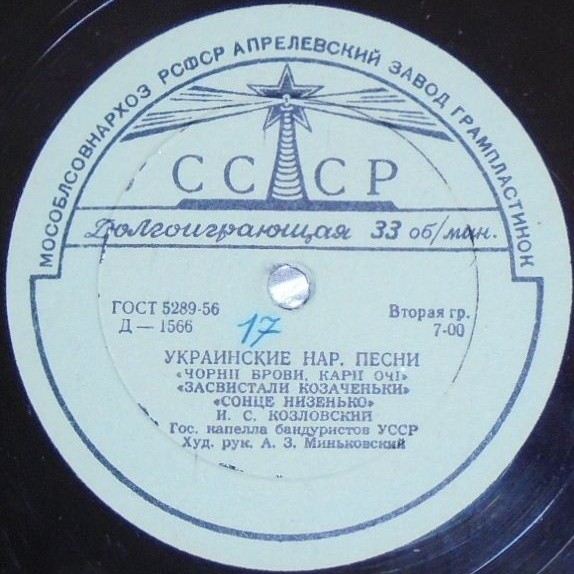 МОСОБЛСОВНАРХОЗ РСФСР АПРЕЛЕВСКИЙ ЗАВОД ГРАМПЛАСТИНОК
СССР
Долгоиграющая 33 об/мин.
ГОСТ 5289-56
Д — 1566
17
Вторая гр.
7-00
УКРАИНСКИЕ НАР. ПЕСНИ
«ЧОРНІІ БРОВИ, КАРІІ ОЧІ»
«ЗАСВИСТАЛИ КОЗАЧЕНЬКИ»
«СОНЦЕ НИЗЕНЬКО»
И. С. КОЗЛОВСКИЙ
Гос. капелла бандуристов УССР
Худ. рук. А. З. Миньковский